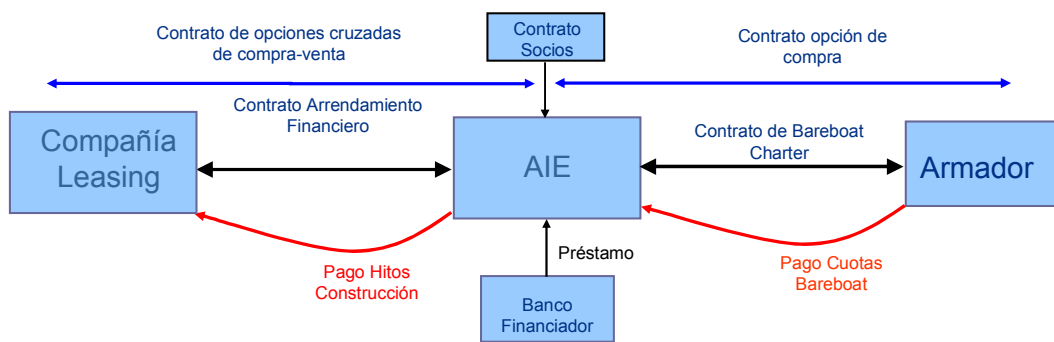 Contrato de opciones cruzadas
de compra-venta
Contrato
Socios
Contrato opción de
compra
Contrato Arrendamiento
Financiero
Compañía
Leasing
AIE
Contrato de Bareboat
Charter
Armador
Pago Hitos
Construcción
Préstamo
Pago Cuotas
Bareboat
Banco
Financiador